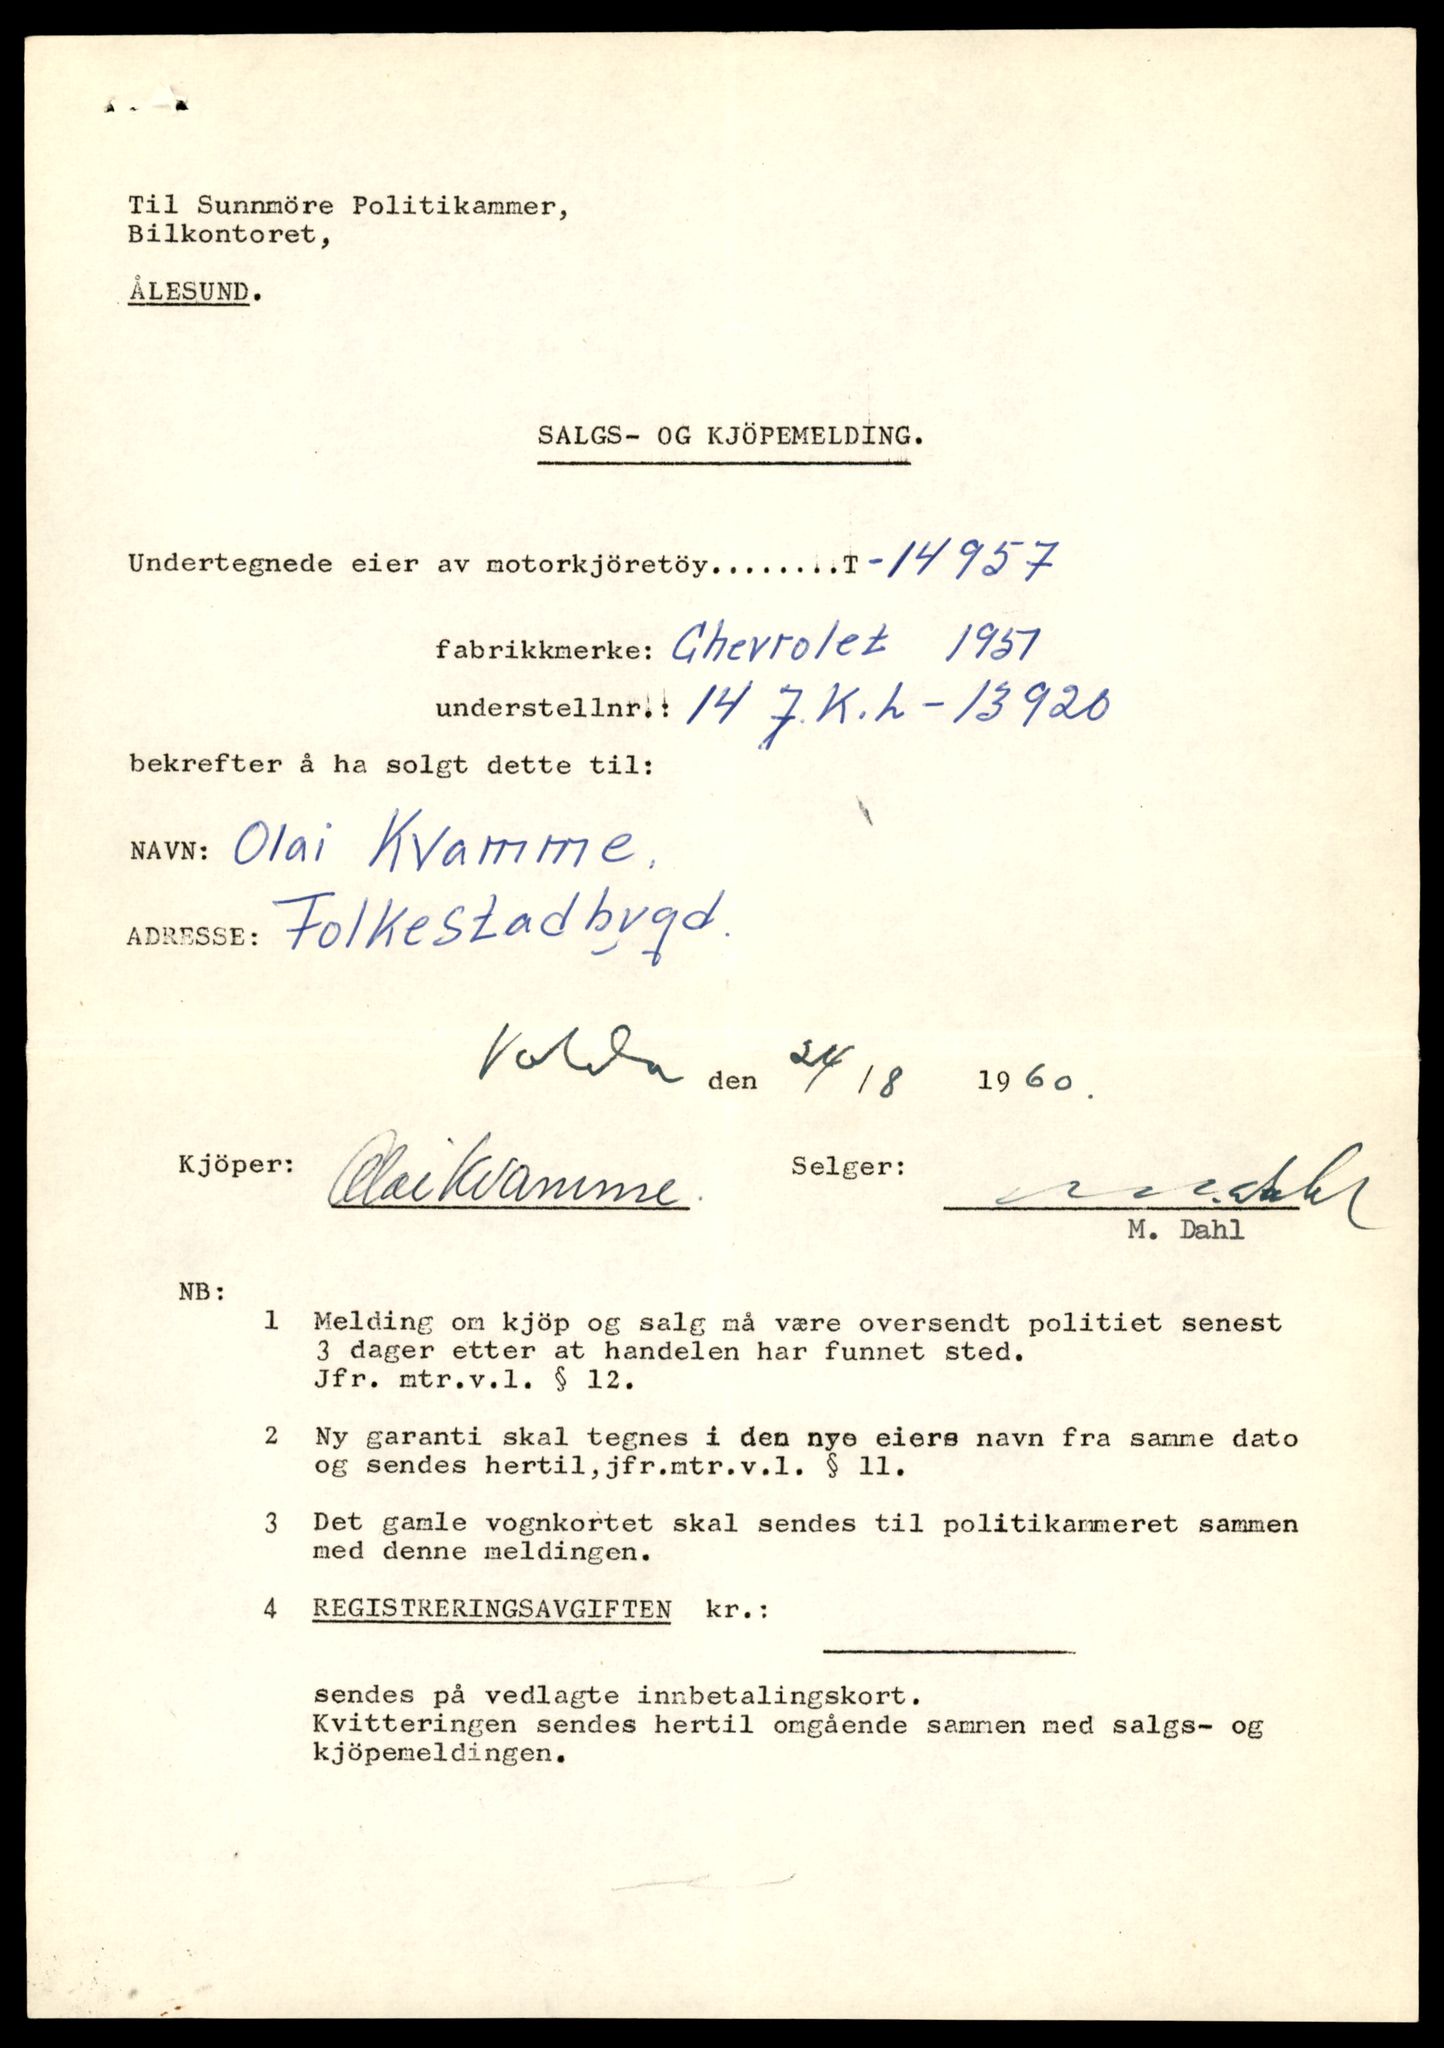 Til Sunnmöre Politikammer,
Bilkontoret,
ÅLESUND.
SALGS- OG KJÖPEMELDING.
Undertegnede eier av motorkjöretöy........T -14957
fabrikkmerke: Chevrolet 1951
understellnr.: 14 J.K.h - 13920
bekrefter å ha solgt dette til:
NAVN: Olai Kvamme.
ADRESSE: Folkestadbygd.
Volda den 24/8 1960.
Kjöper: Olai Kvamme. Selger: M. Dahl
M. Dahl
NB:
1 Melding om kjöp og salg må være oversendt politiet senest
3 dager etter at handelen har funnet sted.
Jfr. mtr.v.l. § 12.
2 Ny garanti skal tegnes i den nye eiers navn fra samme dato
og sendes hertil,jfr.mtr.v.l. § 11.
3 Det gamle vognkortet skal sendes til politikammeret sammen
med denne meldingen.
4 REGISTRERINGSAVGIFTEN kr.:
sendes på vedlagte innbetalingskort.
Kvitteringen sendes hertil omgående sammen med salgs- og
kjöpemeldingen.